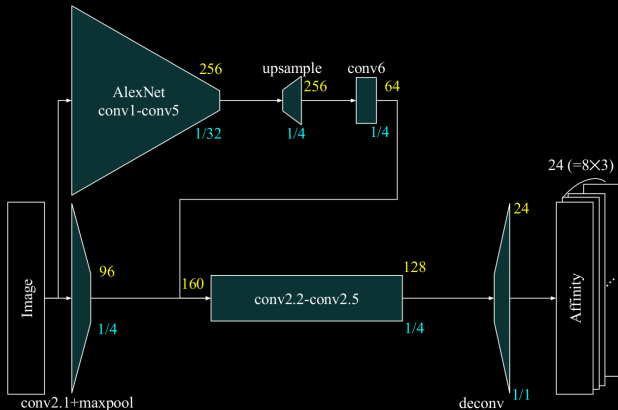 AlexNet
conv1-conv5
256
1/32
upsample
256
1/4
conv6
64
1/4
24 (=8×3)
Image
96
1/4
conv2.1+maxpool
160
conv2.2-conv2.5
128
1/4
24
1/1
deconv
Affinity
...